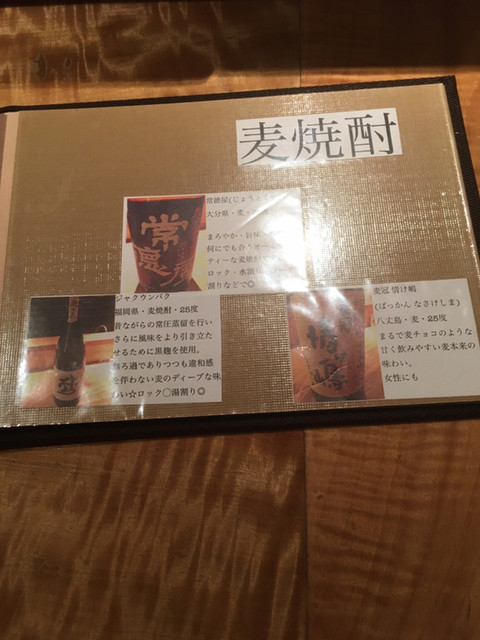 麦焼酎
常徳屋(じょうと
大分県・麦・
まろやか・旨味
何にでも合う
ティーな麦焼酎
ロック・水割り
割りなどで◎
ジャクウンバク
福岡県・麦焼酎・25度
昔ながらの常圧蒸留を行い
さらに風味をより引き立た
せるために黒麹を使用。
割ろ過でありつつも違和感
を伴わない麦のディープな味
わい☆ロック〇湯割り◎
麦冠 情け嶋
(ばっかん なさけしま)
八丈島・麦・25度
まるで麦チョコのような
甘く飲みやすい麦本来の
味わい。
女性にも